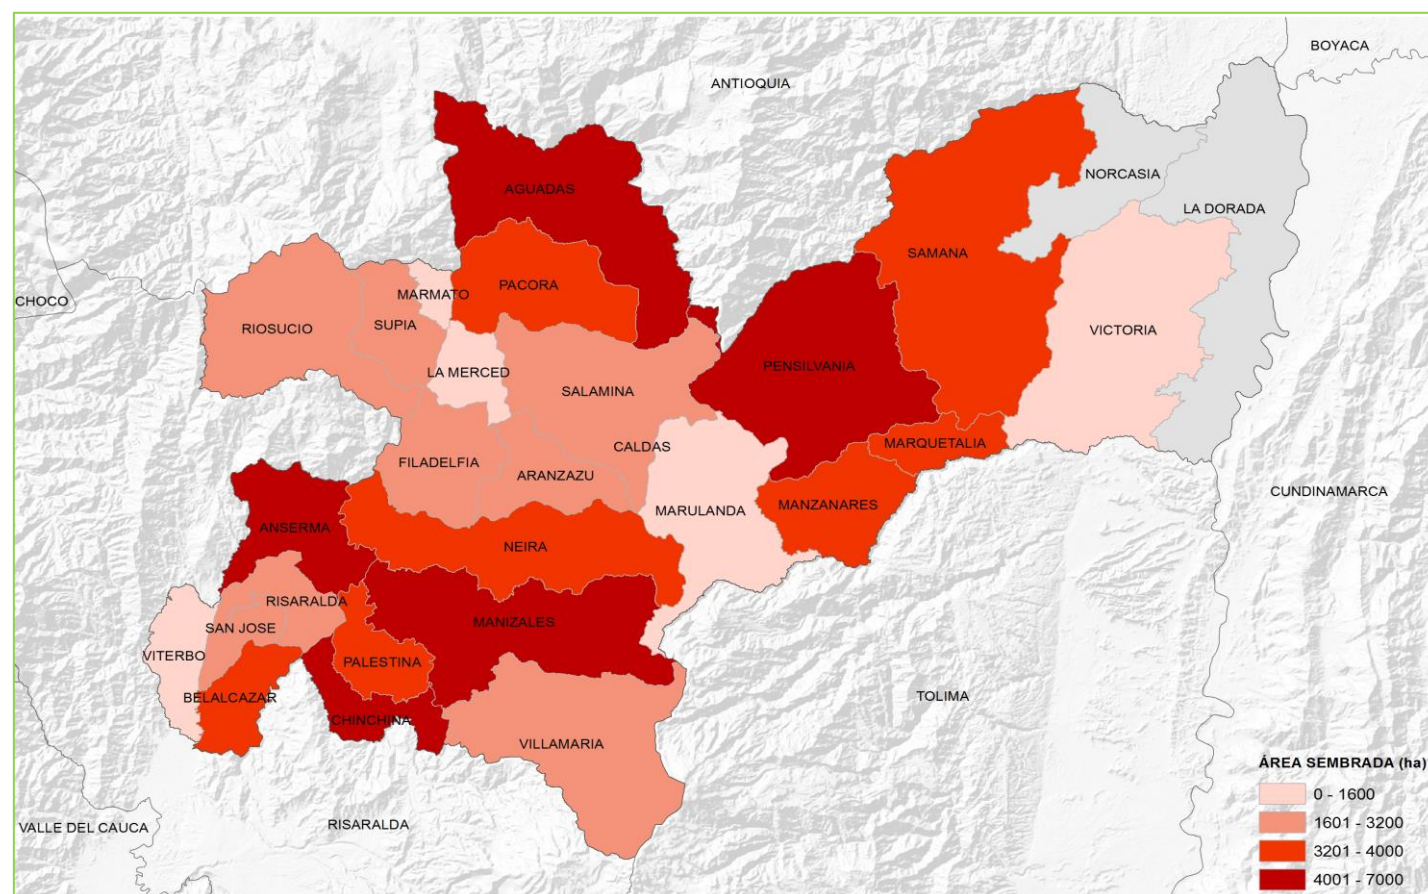 BOYACA
ANTIOQUIA
NORCASIA
AGUADAS
LA DORADA
SAMANA
PACORA
MARMATO
CHOCO
SUPIA
RIOSUCIO
VICTORIA
PENSILVANIA
LA MERCED
SALAMINA
CALDAS
MARQUETALIA
FILADELFIA
ARANZAZU
CUNDINAMARCA
MANZANARES
MARULANDA
ANSERMA
NEIRA
RISARALDA
MANIZALES
SAN JOSE
VITERBO
PALESTINA
BELALCAZAR
TOLIMA
CHINCHINA
VILLAMARIA
VALLE DEL CAUCA
RISARALDA
ÁREA SEMBRADA (ha)
0 - 1600
1601 - 3200
3201 - 4000
4001 - 7000